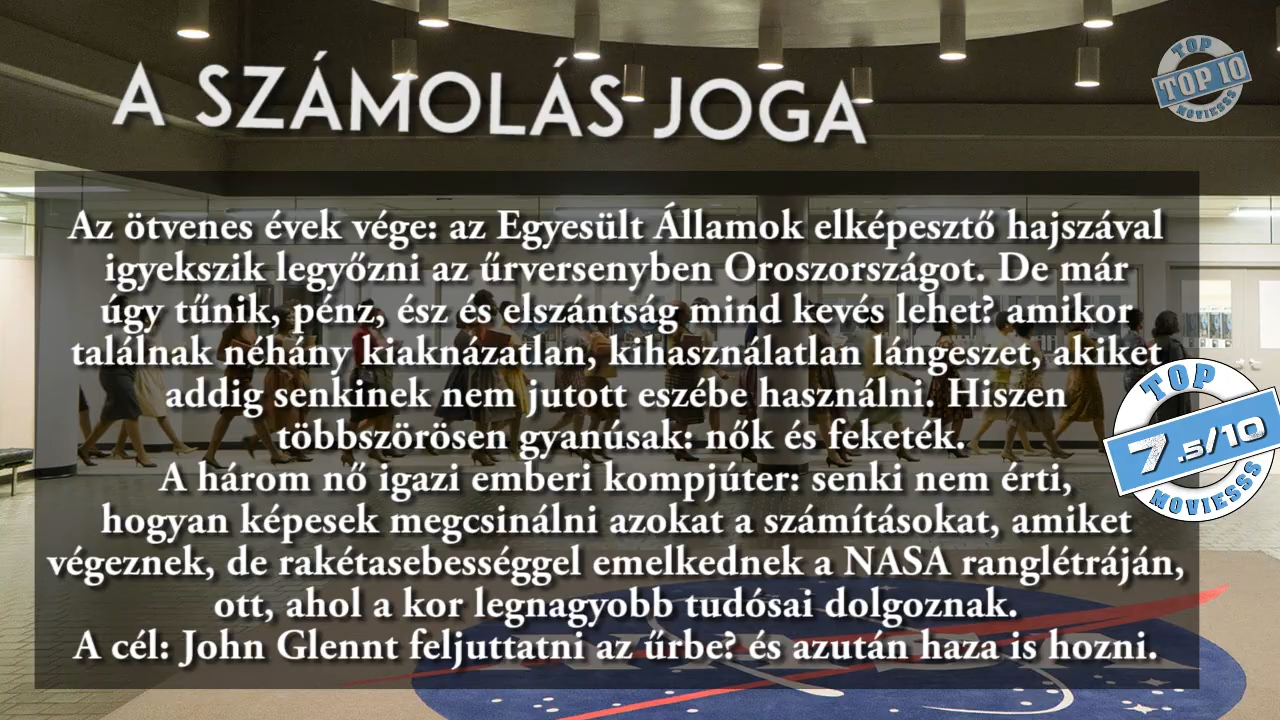 A SZÁMOLÁS JOGA
TOP
TOP 10
MOVIESSS
Az ötvenes évek vége: az Egyesült Államok elképesztő hajszával
igyekszik legyőzni az űrversenyben Oroszországot. De már
úgy tűnik, pénz, ész és elszántság mind kevés lehet? amikor
találnak néhány kiaknázatlan, kihasználatlan lángeszet, akiket
addig senkinek nem jutott eszébe használni. Hiszen
többszörösen gyanúsak: nők és feketék.
A három nő igazi emberi kompjúter: senki nem érti,
hogyan képesek megcsinálni azokat a számításokat, amiket
végeznek, de rakétasebességgel emelkednek a NASA ranglétráján,
ott, ahol a kor legnagyobb tudósai dolgoznak.
A cél: John Glennt feljuttatni az űrbe? és azután haza is hozni.
TOP
7.5/10
MOVIESSS